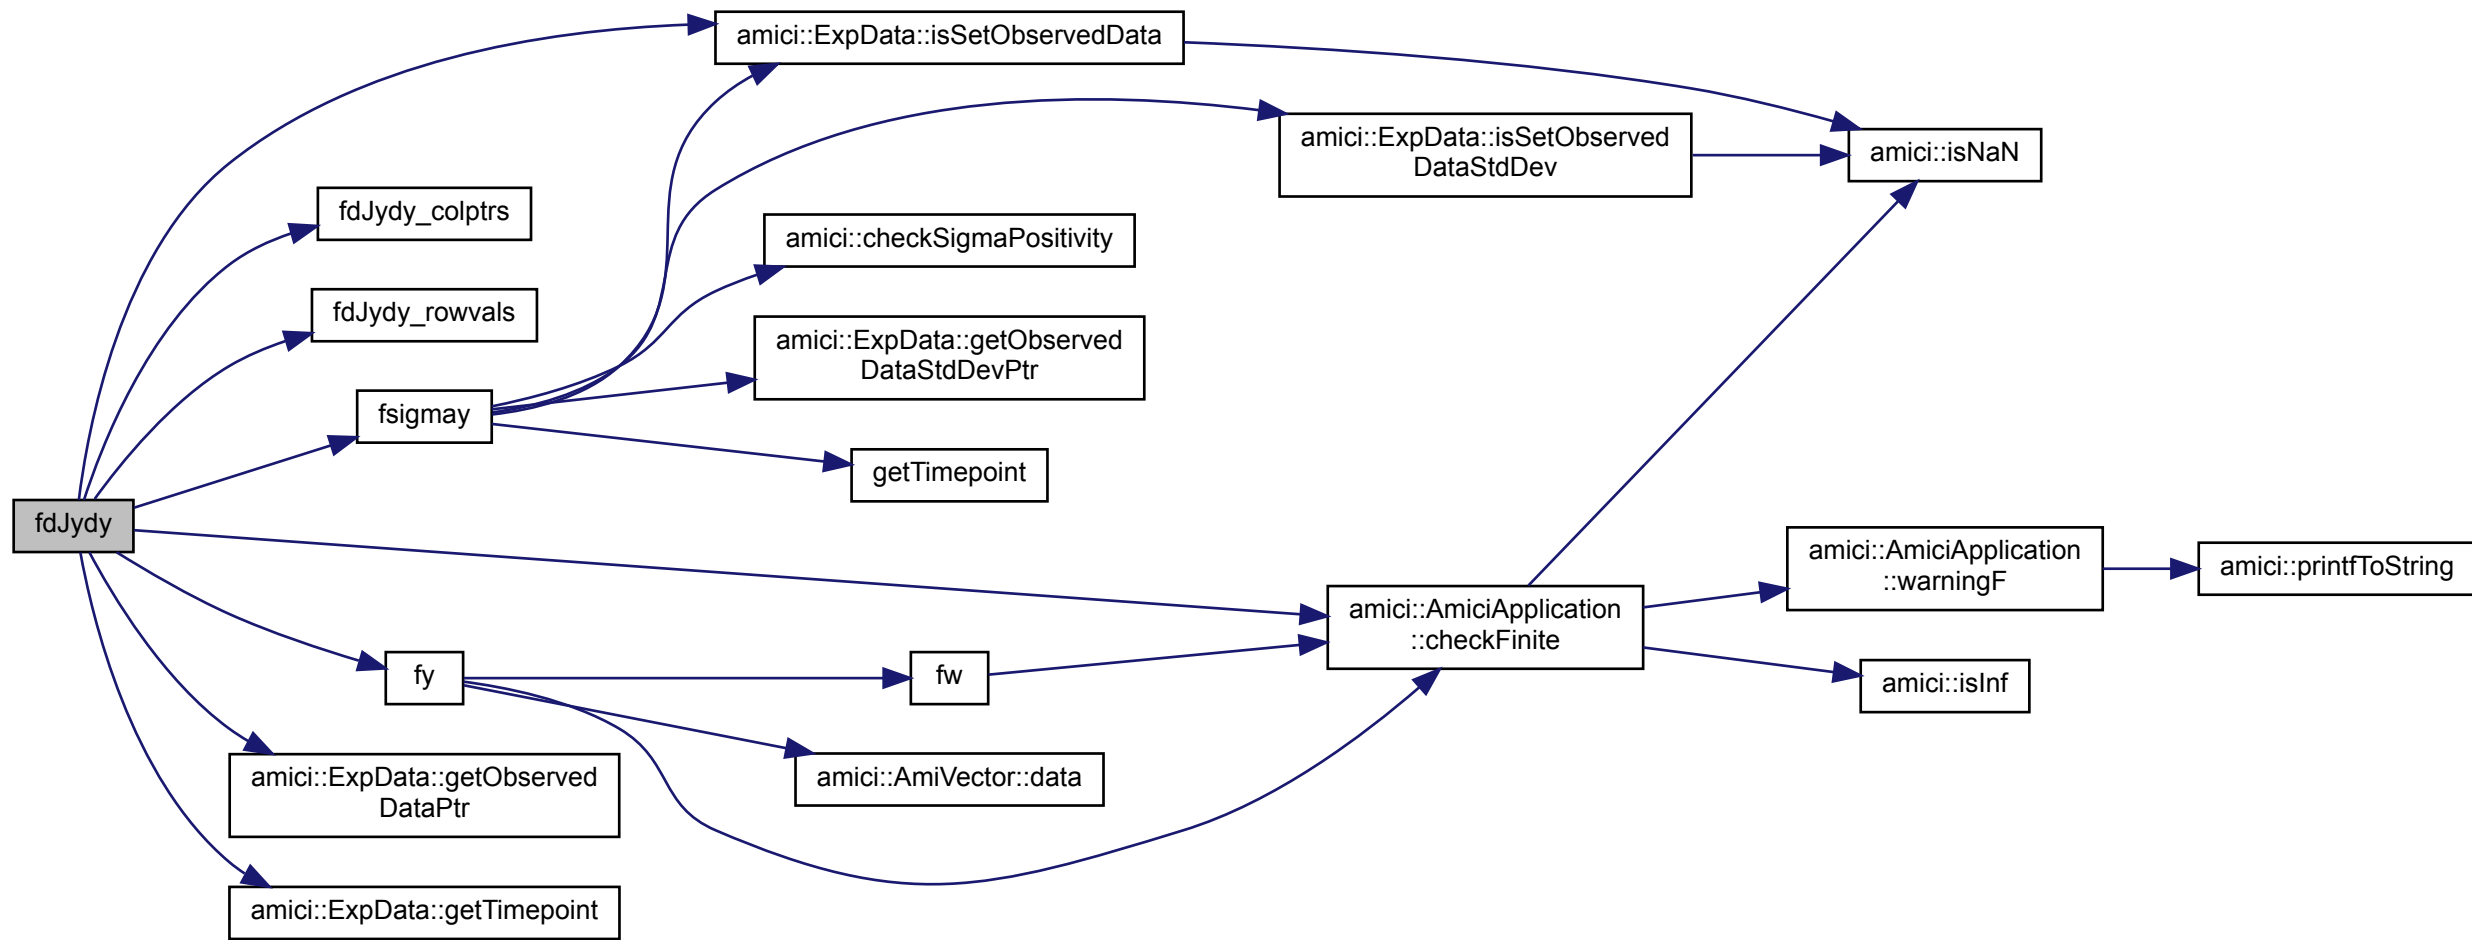 amici::ExpData::isSetObservedData
amici::ExpData::isSetObserved
DataStdDev
amici::isNaN
fdJydy_colptrs
amici::checkSigmaPositivity
fdJydy_rowvals
amici::ExpData::getObserved
DataStdDevPtr
fsigmay
getTimepoint
fdJydy
amici::AmiciApplication
::warningF
amici::printfToString
amici::AmiciApplication
::checkFinite
fy
fw
amici::isInf
amici::ExpData::getObserved
DataPtr
amici::AmiVector::data
amici::ExpData::getTimepoint